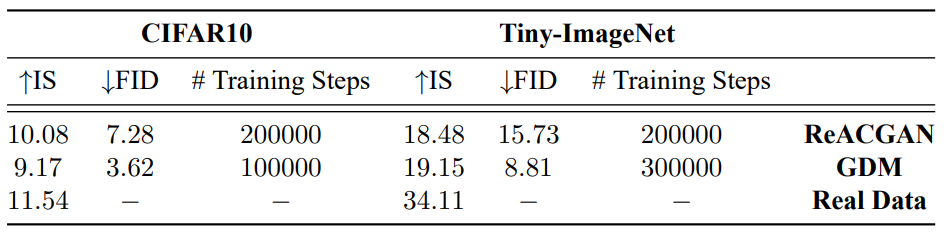 CIFAR10 Tiny-ImageNet
↑IS ↓FID # Training Steps ↑IS ↓FID # Training Steps
10.08 7.28 200000 18.48 15.73 200000 ReACGAN
9.17 3.62 100000 19.15 8.81 300000 GDM
11.54 − − 34.11 − − Real Data